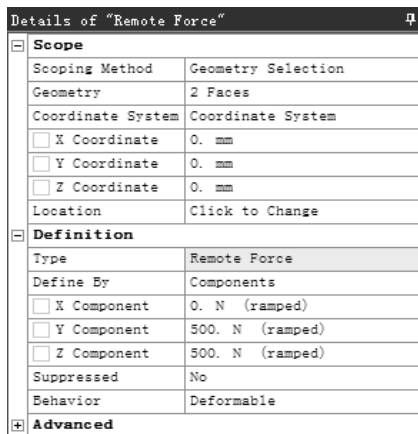 Details of "Remote Force"
Scope
Scoping Method Geometry Selection
Geometry 2 Faces
Coordinate System Coordinate System
X Coordinate 0. mm
Y Coordinate 0. mm
Z Coordinate 0. mm
Location Click to Change
Definition
Type Remote Force
Define By Components
X Component 0. N (ramped)
Y Component 500. N (ramped)
Z Component 500. N (ramped)
Suppressed No
Behavior Deformable
Advanced